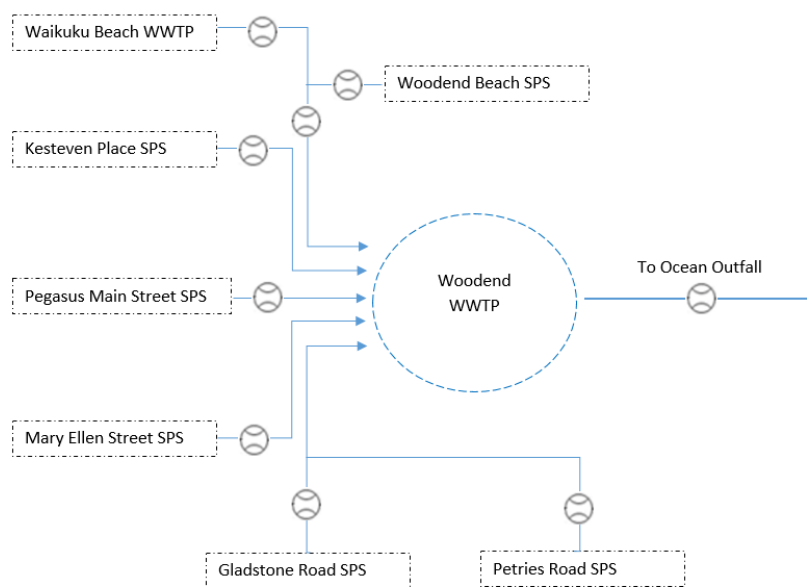 Waikuku Beach WWTP
Woodend Beach SPS
Kesteven Place SPS
Pegasus Main Street SPS
Woodend
WWTP
To Ocean Outfall
Mary Ellen Street SPS
Gladstone Road SPS
Petries Road SPS